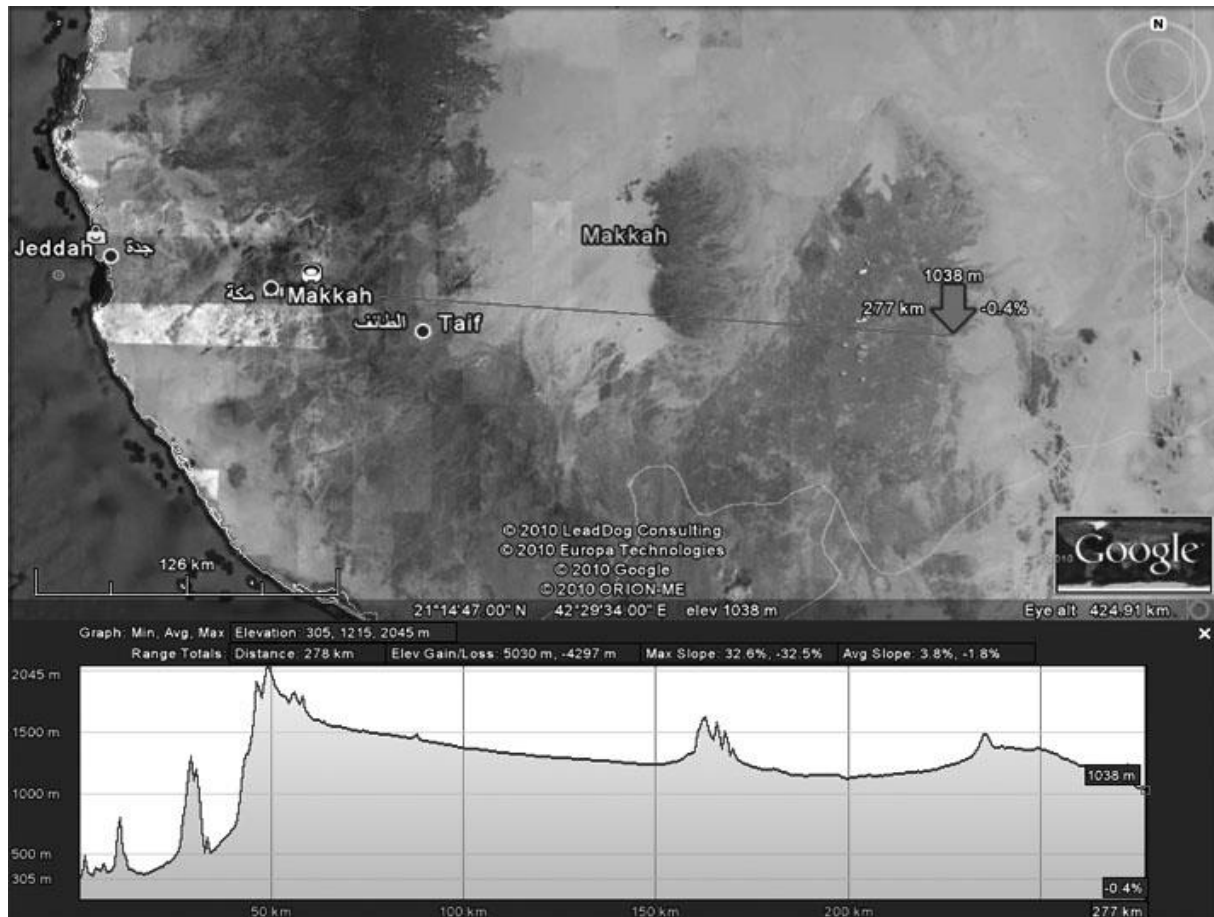 N
Jeddah جدة
Makkah
1038 m
مكة Makkah
277 km -0.4%
الطائف Taif
© 2010 LeadDog Consulting
© 2010 Europa Technologies
© 2010 Google
© 2010 ORION-ME
Google
126 km
21°14'47.00" N 42°29'34.00" E elev 1038 m Eye alt 424.91 km
Graph: Min, Avg, Max Elevation: 305, 1215, 2045 m
Range Totals: Distance: 278 km Elev Gain/Loss: 5030 m, -4297 m Max Slope: 32.6%, -32.5% Avg Slope: 3.8%, -1.8%
2045 m
1500 m
1038 m
1000 m
500 m
305 m
-0.4%
50 km 100 km 150 km 200 km 277 km